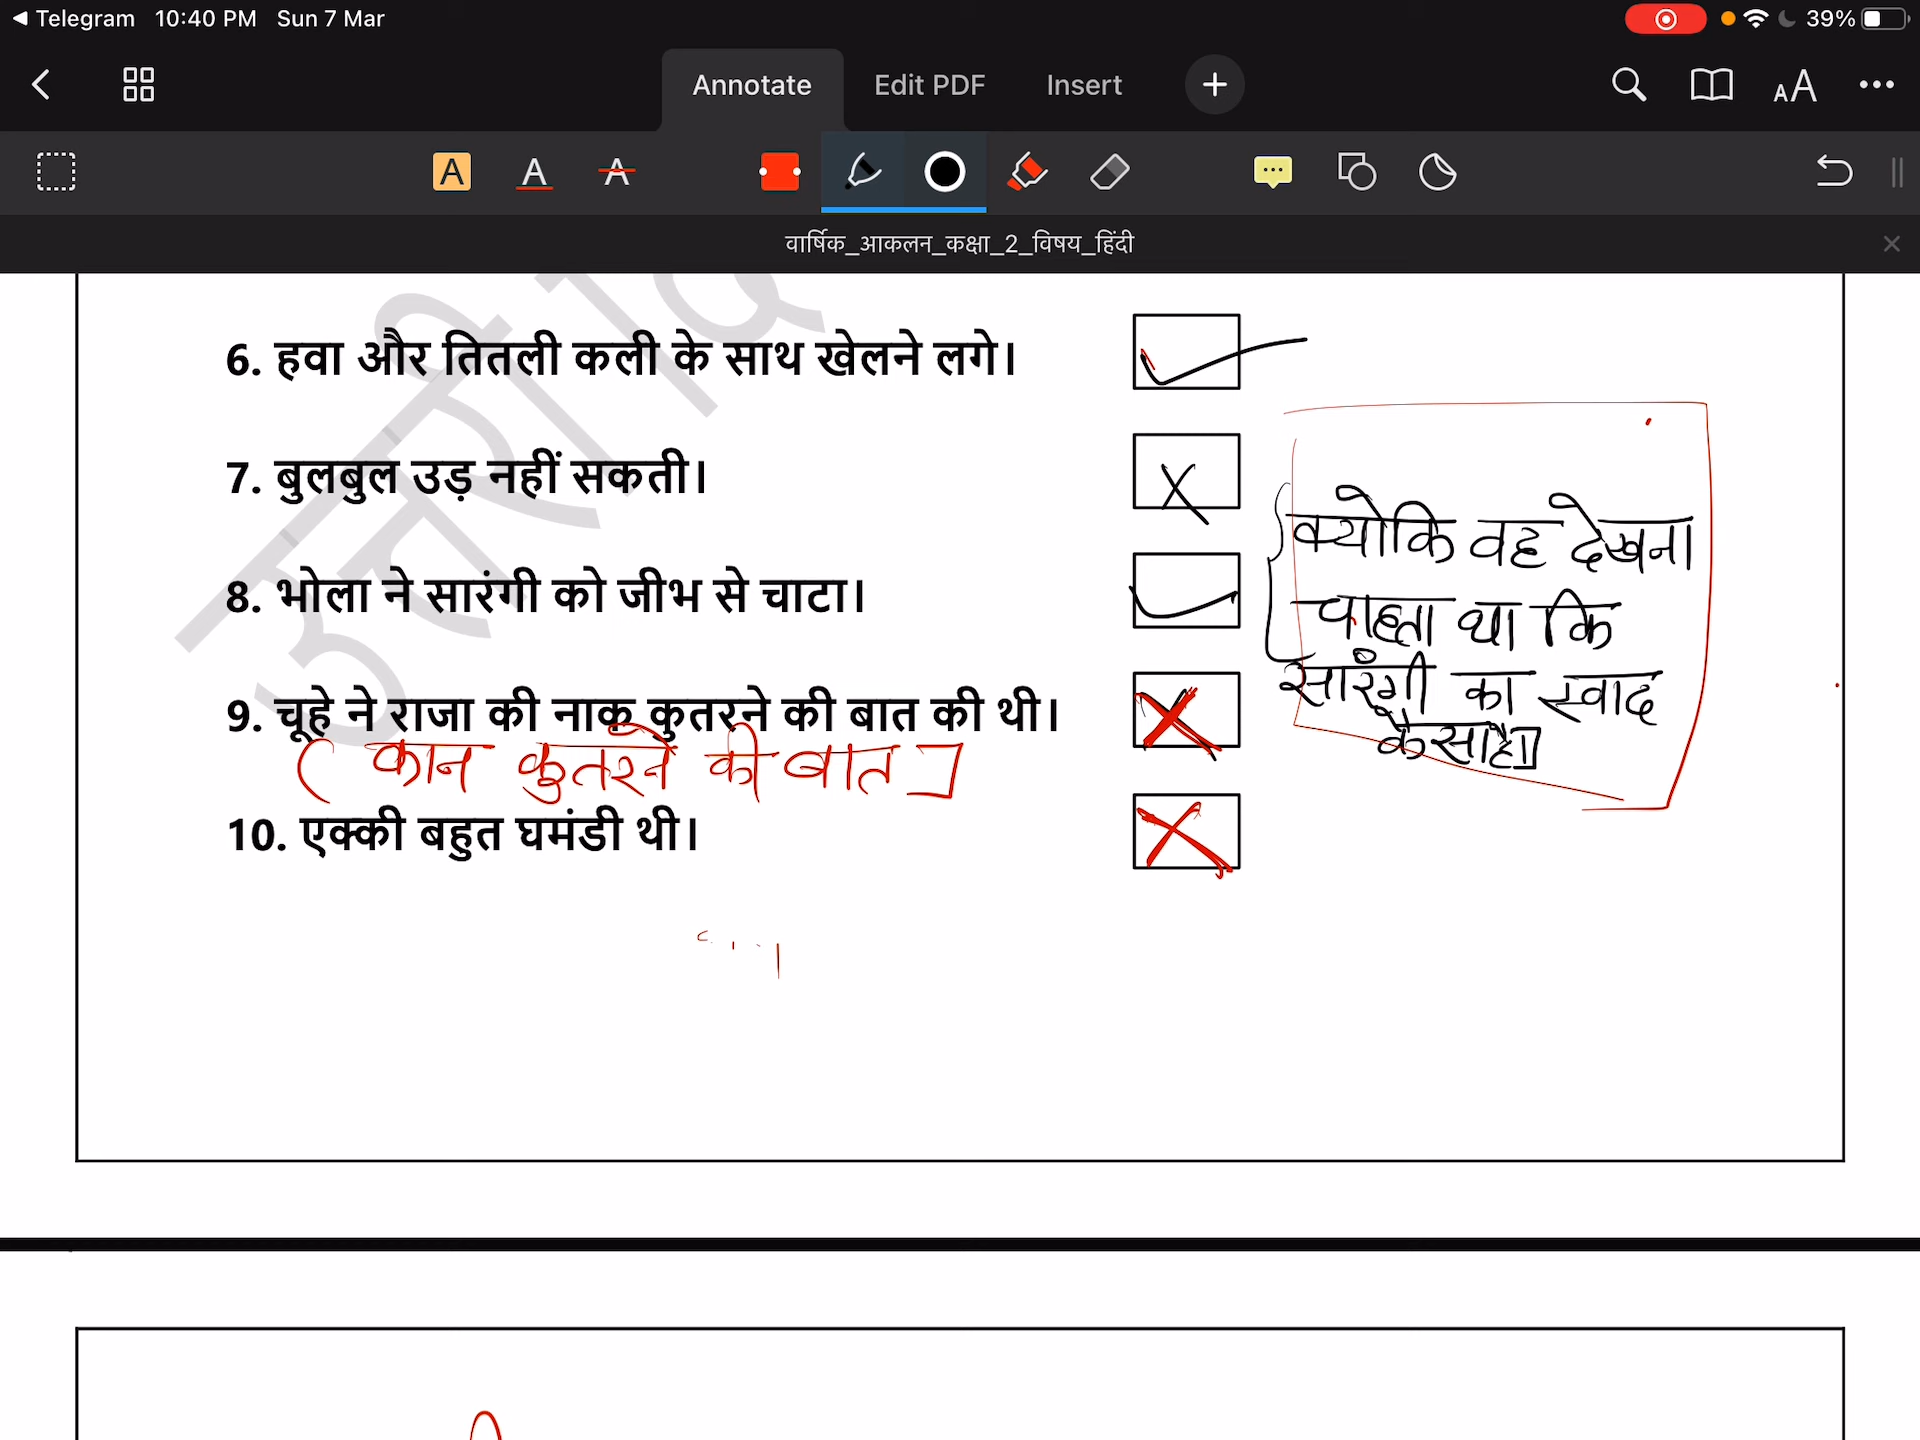 Telegram 10:40 PM Sun 7 Mar 39%
Annotate Edit PDF Insert
A A A AA
वार्षिक_आकलन_कक्षा_2_विषय_हिंदी
6. हवा और तितली कली के साथ खेलने लगे।
7. बुलबुल उड़ नहीं सकती।
क्योकि वह देखना
8. भोला ने सारंगी को जीभ से चाटा।
चाहता था कि
सारंगी का स्वाद
9. चूहे ने राजा की नाक कुतरने की बात की थी।
कैसा है
( कान कुतरने की बात ]
10. एक्की बहुत घमंडी थी।